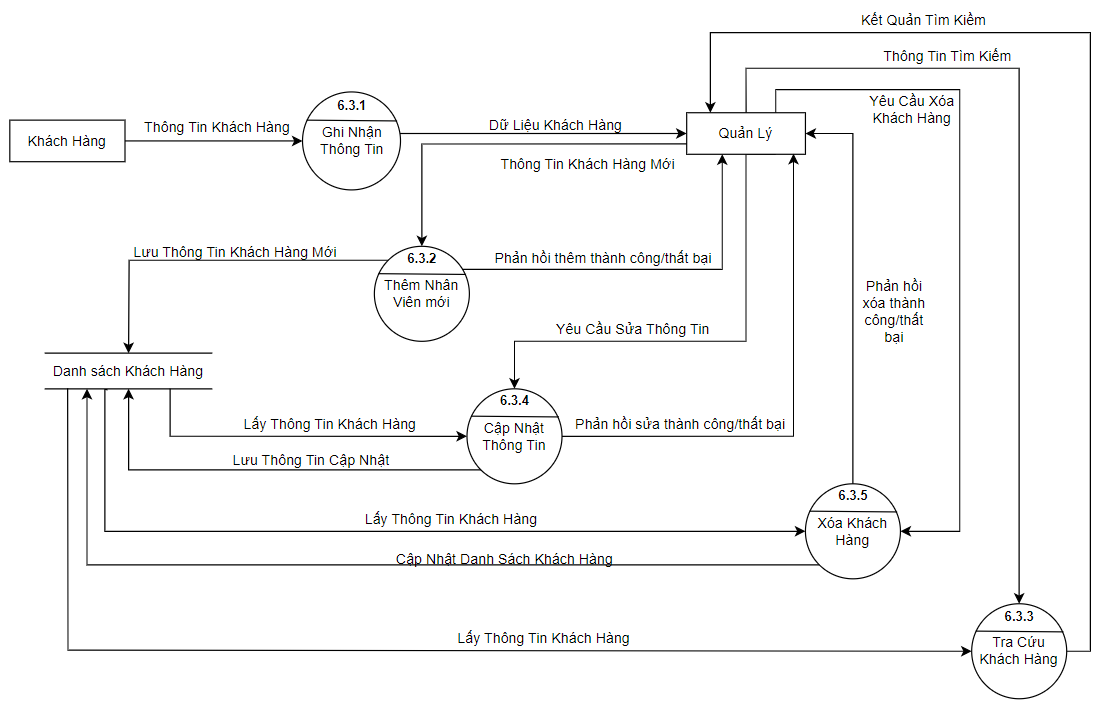 Kết Quản Tìm Kiềm
Thông Tin Tìm Kiếm
Yêu Cầu Xóa
Khách Hàng
6.3.1
Ghi Nhận
Thông Tin
Khách Hàng
Thông Tin Khách Hàng
Dữ Liệu Khách Hàng
Quản Lý
Thông Tin Khách Hàng Mới
Lưu Thông Tin Khách Hàng Mới
6.3.2
Thêm Nhân
Viên mới
Phản hồi thêm thành công/thất bại
Phản hồi
xóa thành
công/thất
bại
Yêu Cầu Sửa Thông Tin
Danh sách Khách Hàng
6.3.4
Cập Nhật
Thông Tin
Lấy Thông Tin Khách Hàng
Phản hồi sửa thành công/thất bại
Lưu Thông Tin Cập Nhật
6.3.5
Xóa Khách
Hàng
Lấy Thông Tin Khách Hàng
Cập Nhật Danh Sách Khách Hàng
6.3.3
Tra Cứu
Khách Hàng
Lấy Thông Tin Khách Hàng